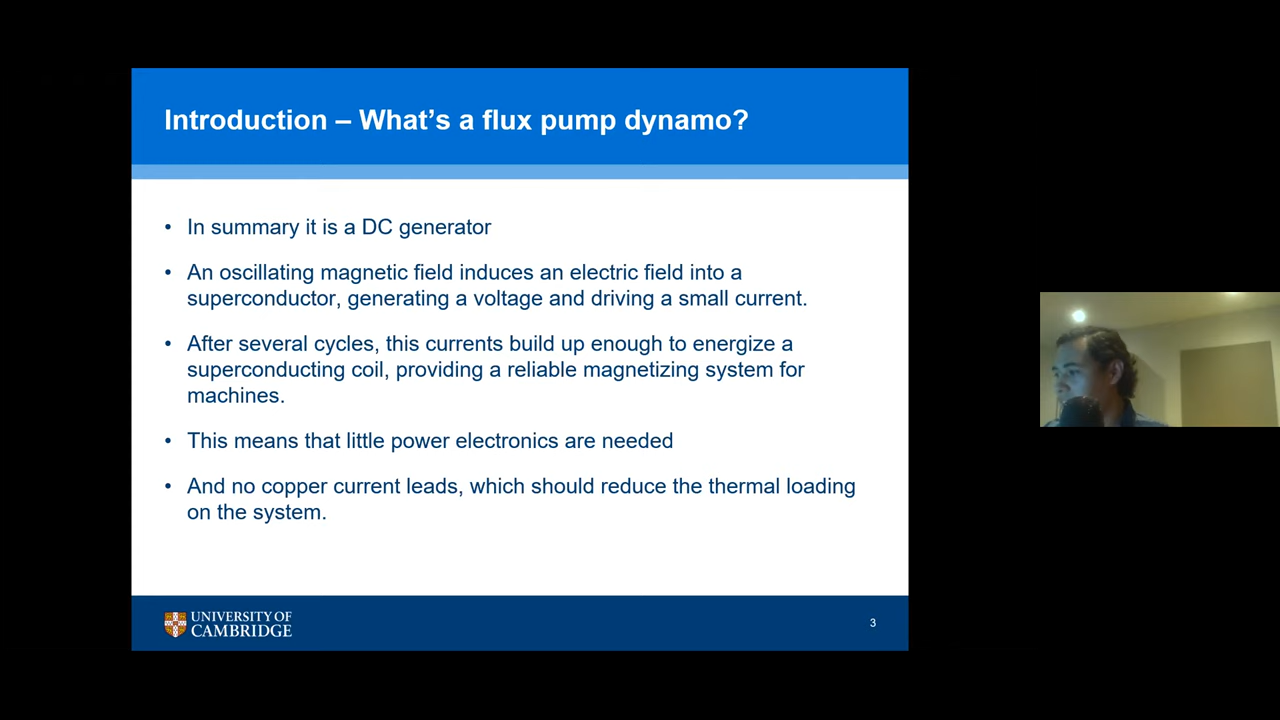 Introduction – What's a flux pump dynamo?
• In summary it is a DC generator
• An oscillating magnetic field induces an electric field into a
superconductor, generating a voltage and driving a small current.
• After several cycles, this currents build up enough to energize a
superconducting coil, providing a reliable magnetizing system for
machines.
• This means that little power electronics are needed
• And no copper current leads, which should reduce the thermal loading
on the system.
UNIVERSITY OF
CAMBRIDGE
3